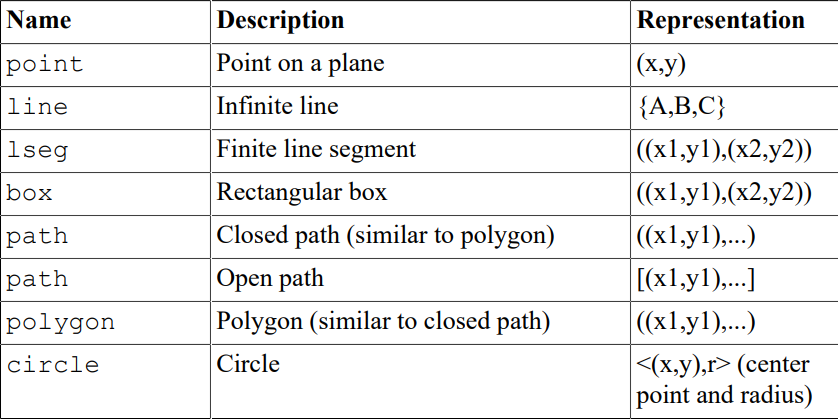 Name Description Representation
point Point on a plane (x,y)
line Infinite line {A,B,C}
lseg Finite line segment ((x1,y1),(x2,y2))
box Rectangular box ((x1,y1),(x2,y2))
path Closed path (similar to polygon) ((x1,y1),...)
path Open path [(x1,y1),...]
polygon Polygon (similar to closed path) ((x1,y1),...)
circle Circle <(x,y),r> (center
point and radius)